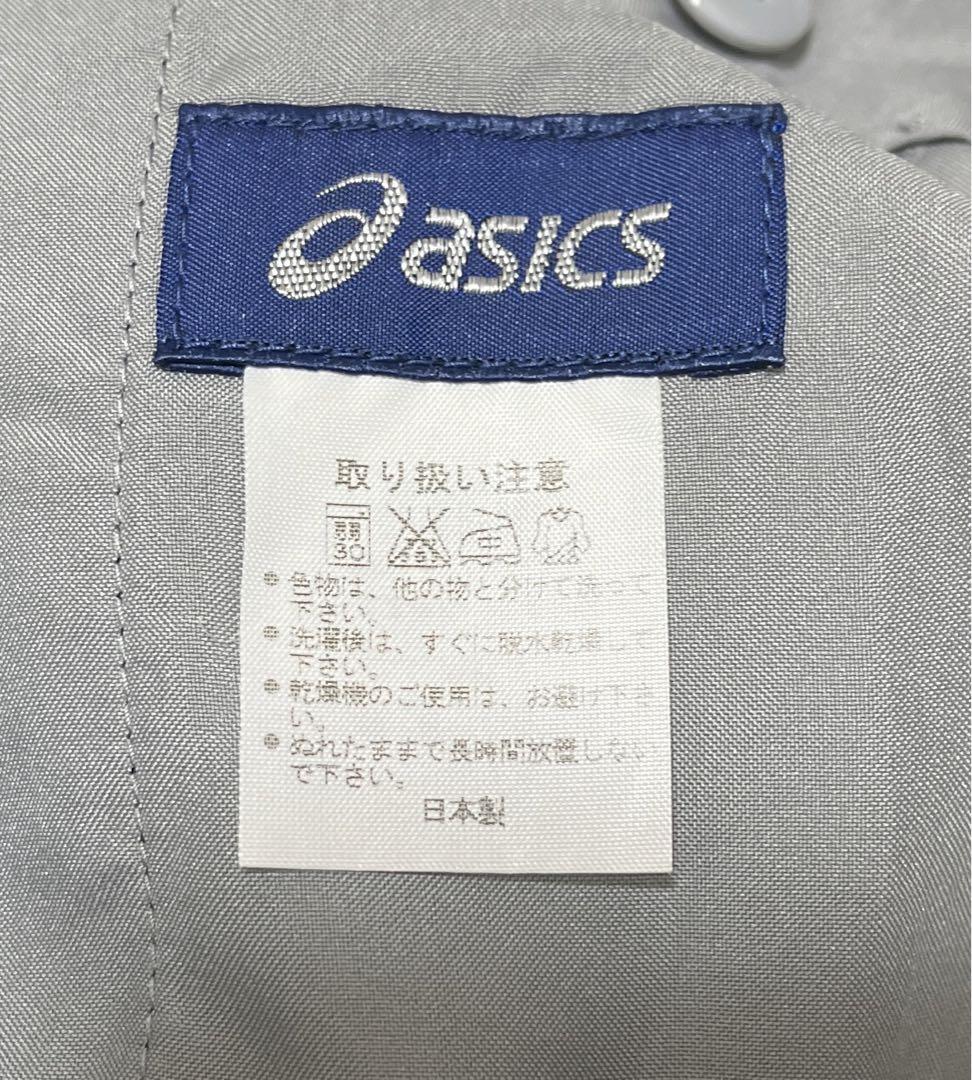 asics
取り扱い注意
弱
30
中
色物は、他の物と分けて洗って
下さい。
洗濯後は、すぐに脱水乾燥して
下さい。
乾燥機のご使用は、お避け下さ
い。
ぬれたままで長時間放置しない
で下さい。
日本製